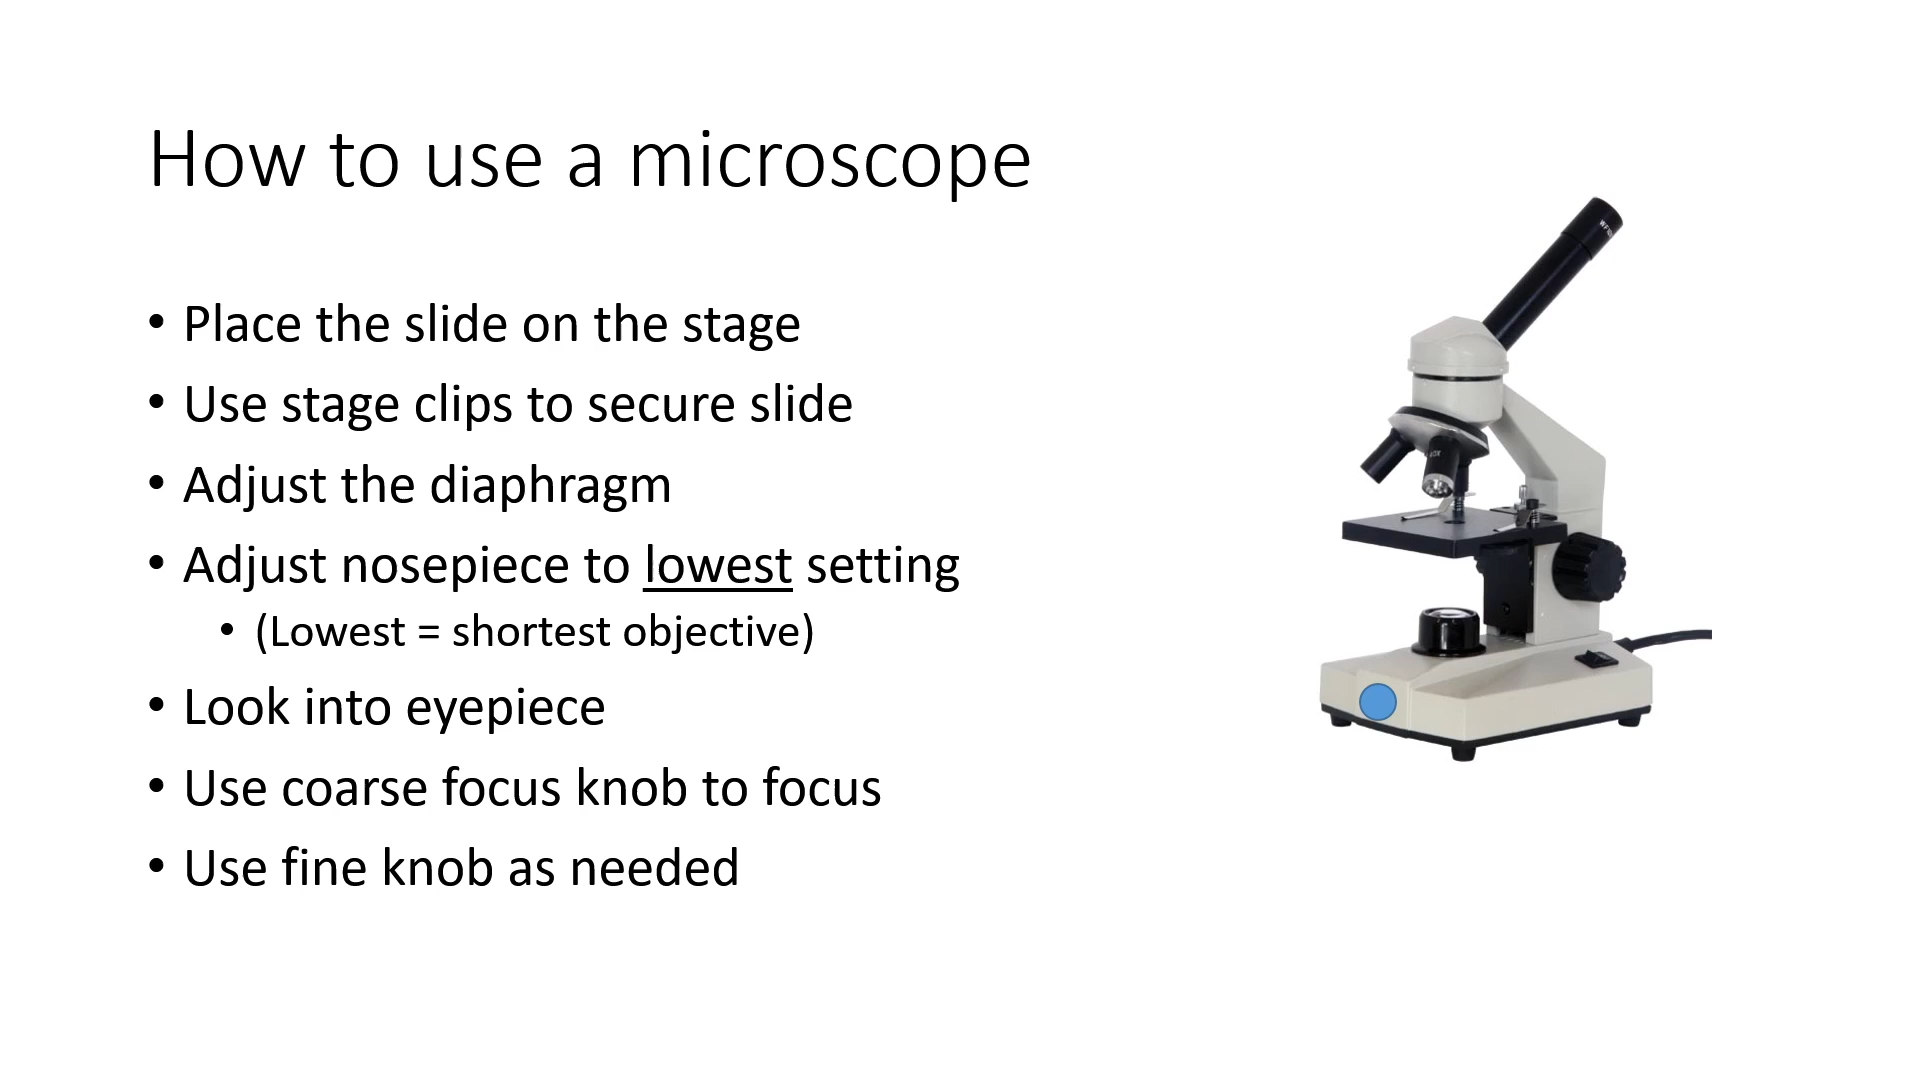 How to use a microscope
• Place the slide on the stage
• Use stage clips to secure slide
• Adjust the diaphragm
• Adjust nosepiece to lowest setting
• (Lowest = shortest objective)
• Look into eyepiece
• Use coarse focus knob to focus
• Use fine knob as needed
40X